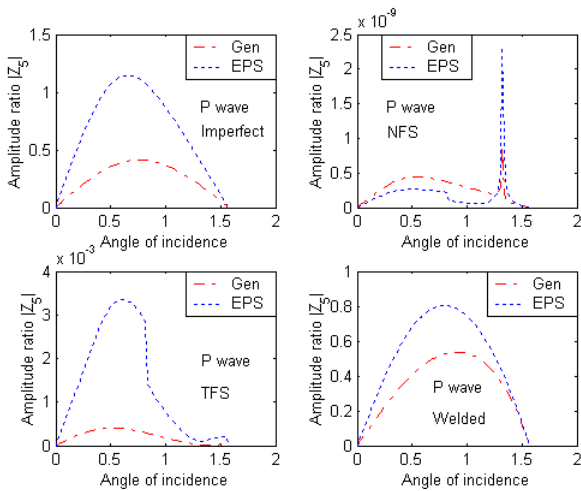 Amplitude ratio |Z5|
1.5
1
0.5
0
Gen
EPS
P wave
Imperfect
0 0.5 1 1.5 2
Angle of incidence
x 10-9
Amplitude ratio |Z5|
2.5
2
1.5
1
0.5
0
Gen
EPS
P wave
NFS
0 0.5 1 1.5 2
Angle of incidence
x 10-3
Amplitude ratio |Z5|
4
3
2
1
0
Gen
EPS
P wave
TFS
0 0.5 1 1.5 2
Angle of incidence
Amplitude ratio |Z5|
1
0.8
0.6
0.4
0.2
0
Gen
EPS
P wave
Welded
0 0.5 1 1.5 2
Angle of incidence